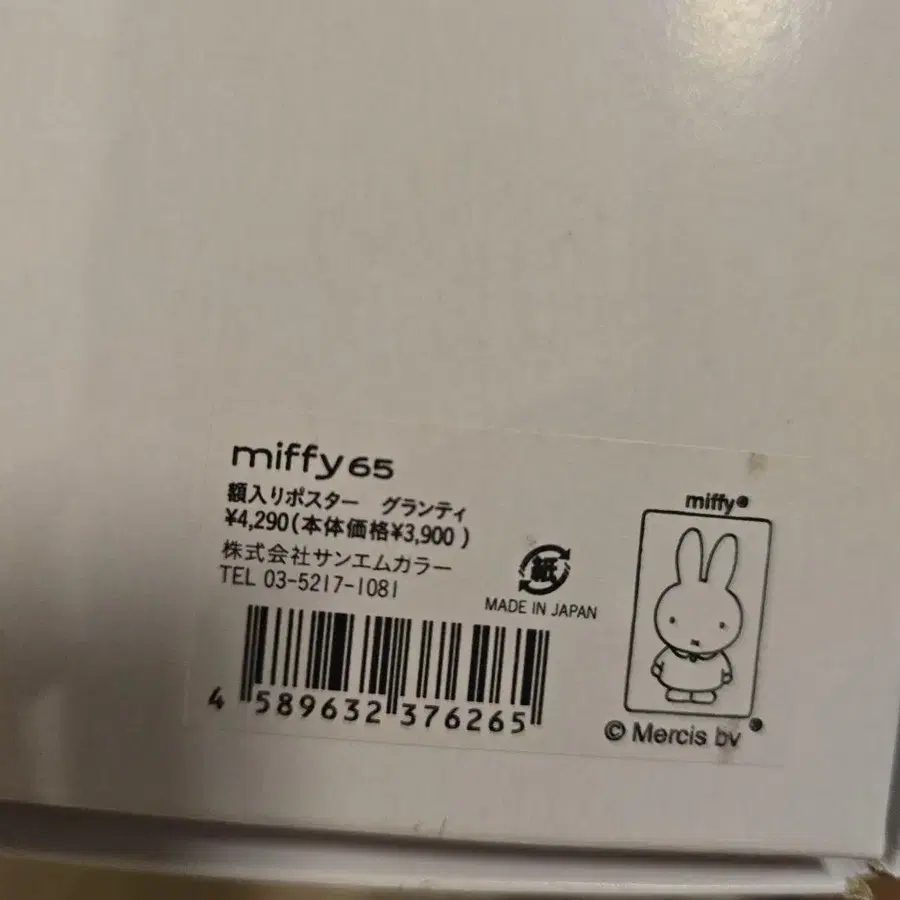 miffy65
額入りポスター グランティ
¥4,290(本体価格¥3,900 )
株式会社サンエムカラー
TEL 03-5217-1081
紙
MADE IN JAPAN
4 589632 376265
miffy
© Mercis bv